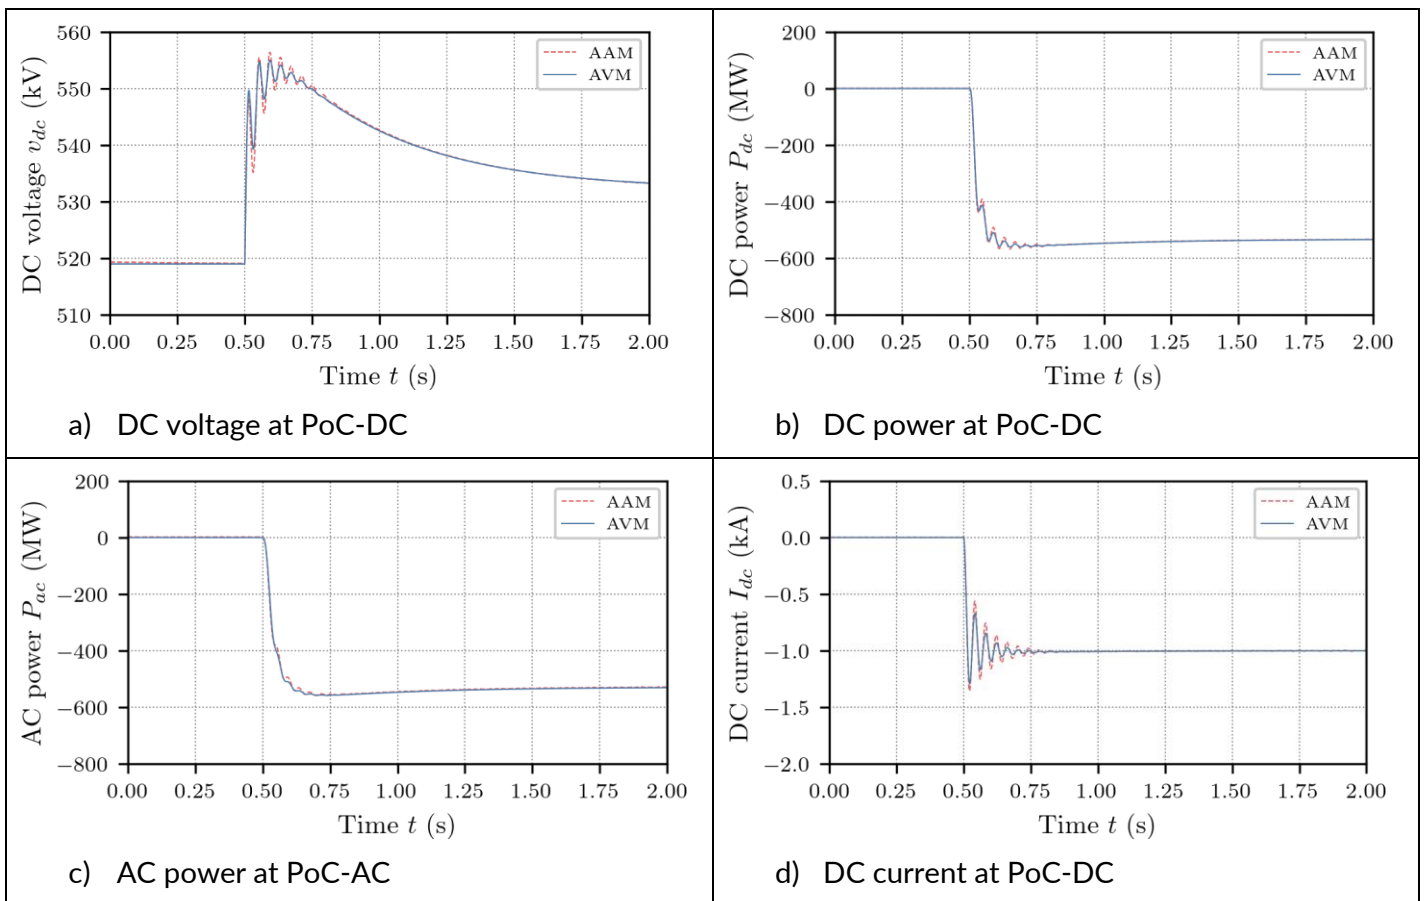 560
550
540
530
520
510
DC voltage v_dc (kV)
AAM
AVM
0.00 0.25 0.50 0.75 1.00 1.25 1.50 1.75 2.00
Time t (s)
a) DC voltage at PoC-DC
200
0
−200
−400
−600
−800
DC power P_dc (MW)
AAM
AVM
0.00 0.25 0.50 0.75 1.00 1.25 1.50 1.75 2.00
Time t (s)
b) DC power at PoC-DC
200
0
−200
−400
−600
−800
AC power P_ac (MW)
AAM
AVM
0.00 0.25 0.50 0.75 1.00 1.25 1.50 1.75 2.00
Time t (s)
c) AC power at PoC-AC
0.5
0.0
−0.5
−1.0
−1.5
−2.0
DC current I_dc (kA)
AAM
AVM
0.00 0.25 0.50 0.75 1.00 1.25 1.50 1.75 2.00
Time t (s)
d) DC current at PoC-DC